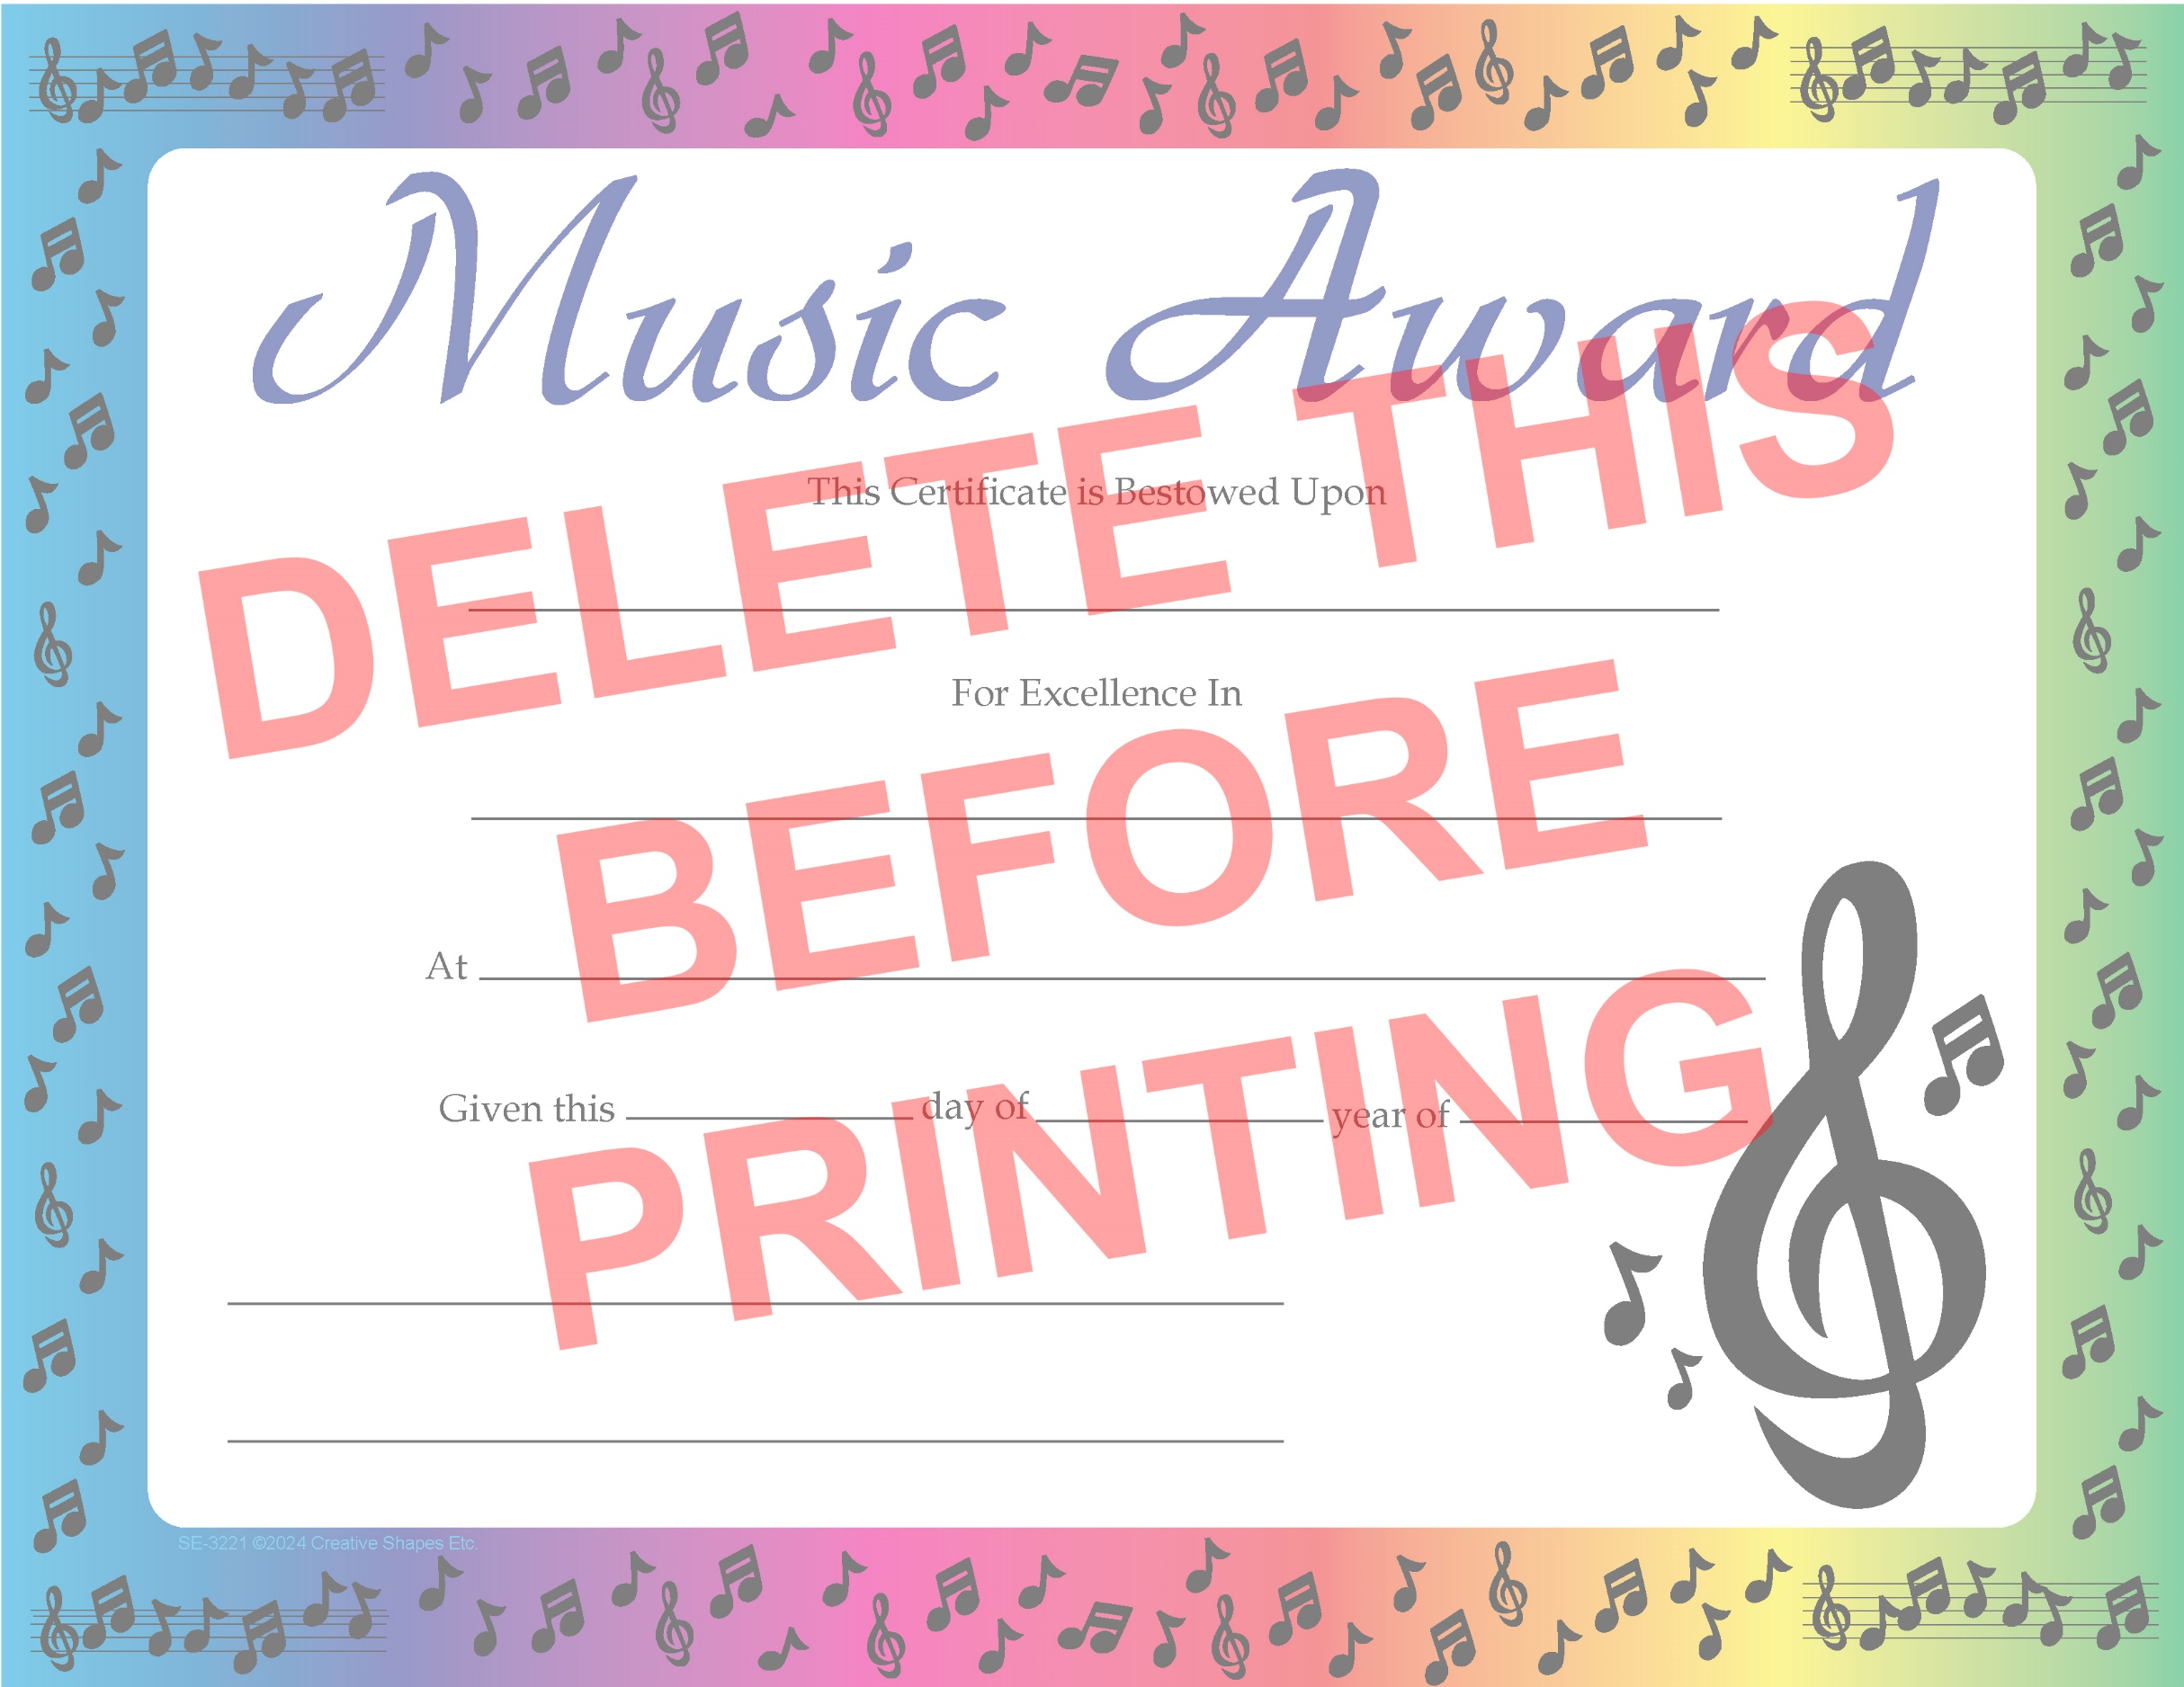 Music Award
This Certificate is Bestowed Upon
DELETE THIS
For Excellence In
BEFORE
At
Given this day of year of
PRINTING
SE-3221 ©2024 Creative Shapes Etc.